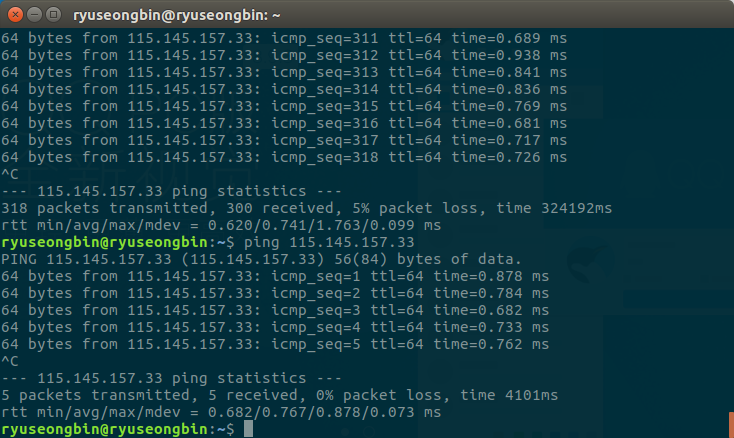 ryuseongbin@ryuseongbin: ~
64 bytes from 115.145.157.33: icmp_seq=311 ttl=64 time=0.689 ms
64 bytes from 115.145.157.33: icmp_seq=312 ttl=64 time=0.938 ms
64 bytes from 115.145.157.33: icmp_seq=313 ttl=64 time=0.841 ms
64 bytes from 115.145.157.33: icmp_seq=314 ttl=64 time=0.836 ms
64 bytes from 115.145.157.33: icmp_seq=315 ttl=64 time=0.769 ms
64 bytes from 115.145.157.33: icmp_seq=316 ttl=64 time=0.681 ms
64 bytes from 115.145.157.33: icmp_seq=317 ttl=64 time=0.717 ms
64 bytes from 115.145.157.33: icmp_seq=318 ttl=64 time=0.726 ms
^C
--- 115.145.157.33 ping statistics ---
318 packets transmitted, 300 received, 5% packet loss, time 324192ms
rtt min/avg/max/mdev = 0.620/0.741/1.763/0.099 ms
ryuseongbin@ryuseongbin:~$ ping 115.145.157.33
PING 115.145.157.33 (115.145.157.33) 56(84) bytes of data.
64 bytes from 115.145.157.33: icmp_seq=1 ttl=64 time=0.878 ms
64 bytes from 115.145.157.33: icmp_seq=2 ttl=64 time=0.784 ms
64 bytes from 115.145.157.33: icmp_seq=3 ttl=64 time=0.682 ms
64 bytes from 115.145.157.33: icmp_seq=4 ttl=64 time=0.733 ms
64 bytes from 115.145.157.33: icmp_seq=5 ttl=64 time=0.762 ms
^C
--- 115.145.157.33 ping statistics ---
5 packets transmitted, 5 received, 0% packet loss, time 4101ms
rtt min/avg/max/mdev = 0.682/0.767/0.878/0.073 ms
ryuseongbin@ryuseongbin:~$